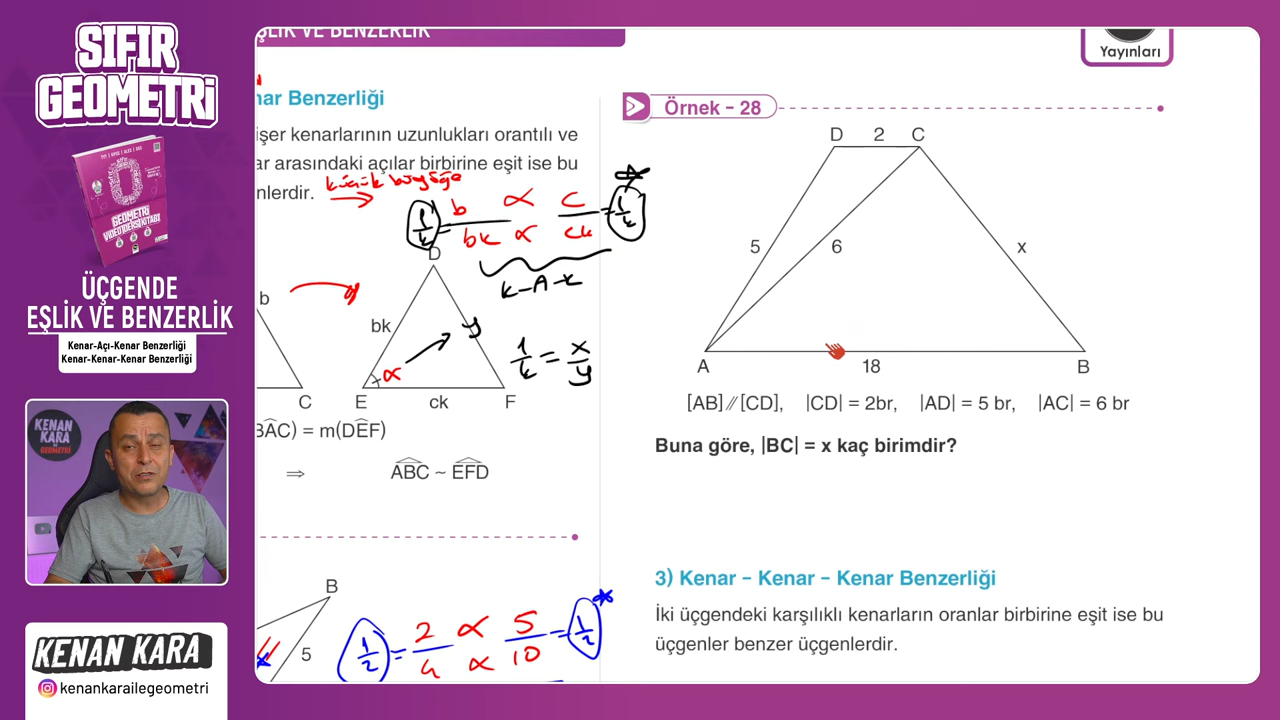 SIFIR
GEOMETRİ
GEOMETRİ
VİDEO DERS KİTABI
ÜÇGENDE
EŞLİK VE BENZERLİK
Kenar-Açı-Kenar Benzerliği
Kenar-Kenar-Kenar Benzerliği
KENAN
KARA
GEOMETRİ
KENAN KARA
kenankarailegeometri
ŞLİK VE BENZERLİK
nar Benzerliği
işer kenarlarının uzunlukları orantılı ve
ar arasındaki açılar birbirine eşit ise bu
nlerdir.
küçük büyüğe
1/k = b/bk α/α c/ck = 1/k
K-A-K
D
b
bk
y
α
1/k = x/y
C
E
ck
F
BAC) = m(DEF)
⇒ ABC ~ EFD
B
5
1/2 = 2/4 α/α 5/10 = 1/2
Yayınları
Örnek - 28
D 2 C
5
6
x
A
18
B
[AB] // [CD], |CD| = 2br, |AD| = 5 br, |AC| = 6 br
Buna göre, |BC| = x kaç birimdir?
3) Kenar - Kenar - Kenar Benzerliği
İki üçgendeki karşılıklı kenarların oranlar birbirine eşit ise bu
üçgenler benzer üçgenlerdir.